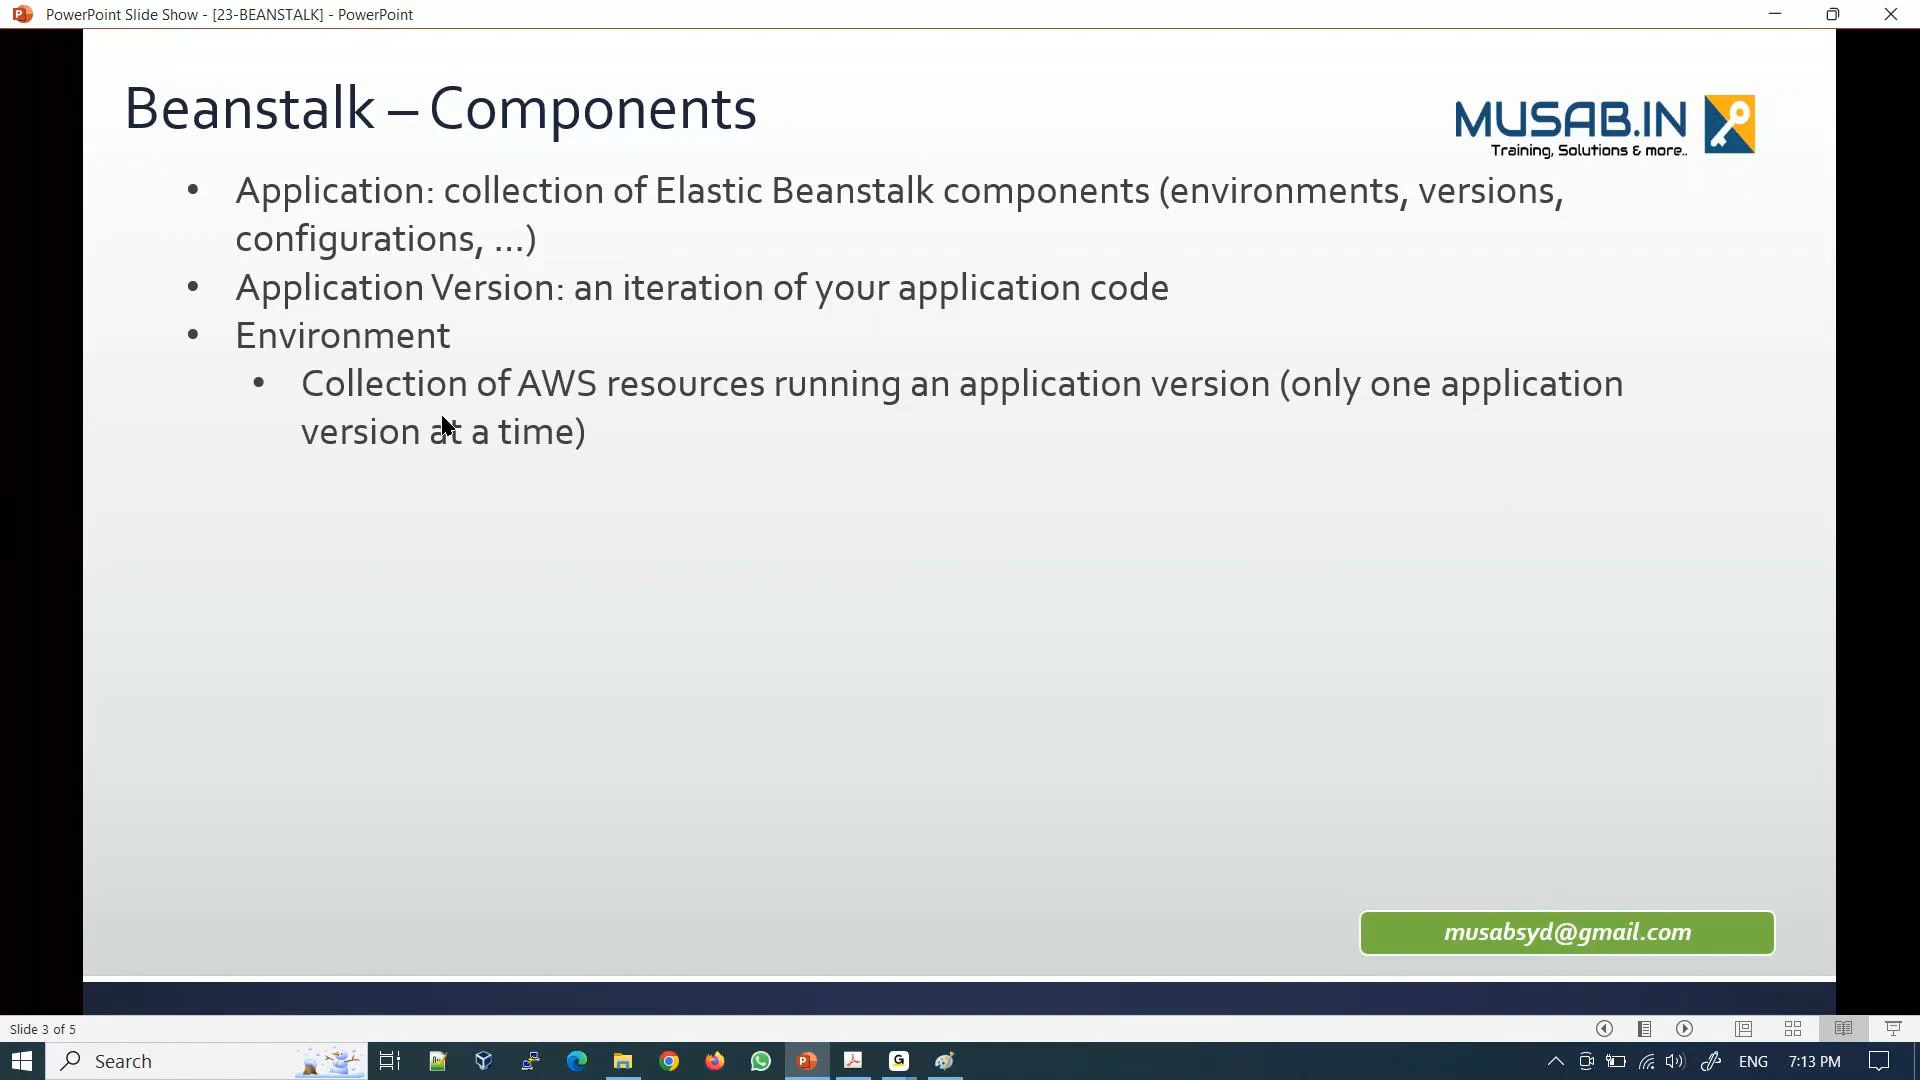 PowerPoint Slide Show - [23-BEANSTALK] - PowerPoint
Beanstalk – Components
MUSAB.IN
Training, Solutions & more..
• Application: collection of Elastic Beanstalk components (environments, versions,
configurations, ...)
• Application Version: an iteration of your application code
• Environment
• Collection of AWS resources running an application version (only one application
version at a time)
musabsyd@gmail.com
Slide 3 of 5
Search
ENG
7:13 PM